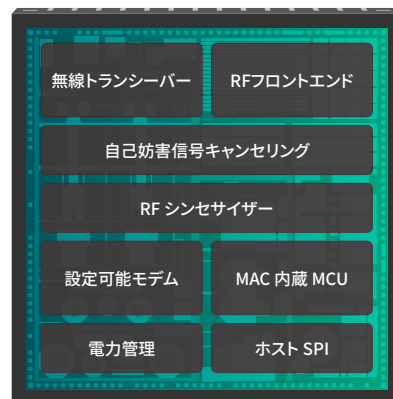 無線トランシーバー
RFフロントエンド
自己妨害信号キャンセリング
RF シンセサイザー
設定可能モデム
MAC 内蔵 MCU
電力管理
ホスト SPI